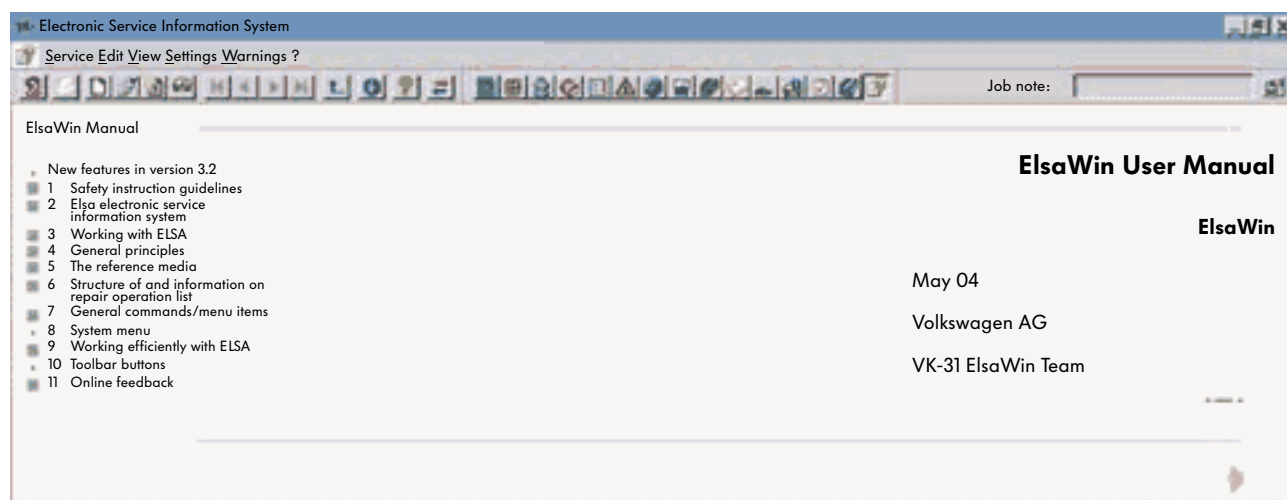 Electronic Service Information System
Service Edit View Settings Warnings ?
Job note:
ElsaWin Manual
New features in version 3.2
1 Safety instruction guidelines
2 Elsa electronic service
information system
3 Working with ELSA
4 General principles
5 The reference media
6 Structure of and information on
repair operation list
7 General commands/menu items
8 System menu
9 Working efficiently with ELSA
10 Toolbar buttons
11 Online feedback
ElsaWin User Manual
ElsaWin
May 04
Volkswagen AG
VK-31 ElsaWin Team